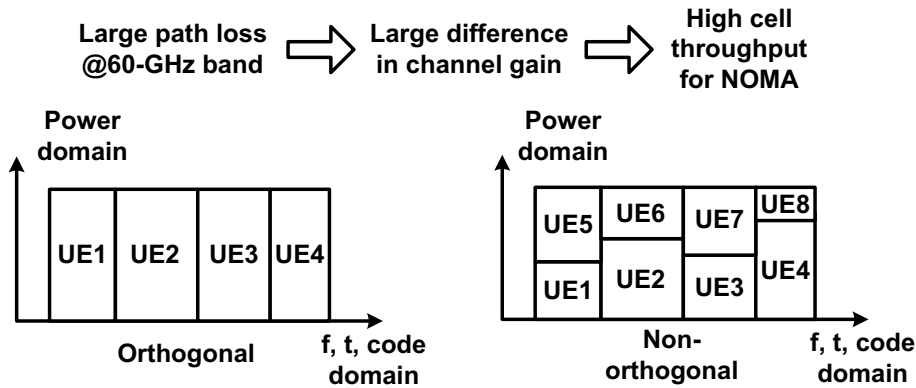 Large path loss
@60-GHz band
Large difference
in channel gain
High cell
throughput
for NOMA
Power
domain
UE1
UE2
UE3
UE4
Orthogonal
f, t, code
domain
Power
domain
UE5
UE6
UE7
UE8
UE1
UE2
UE3
UE4
Non-
orthogonal
f, t, code
domain